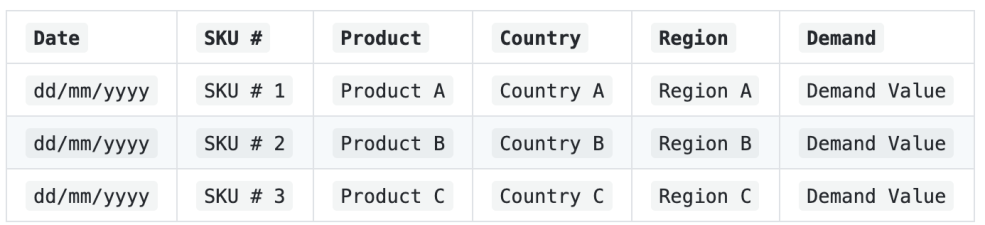 Date SKU # Product Country Region Demand
dd/mm/yyyy SKU # 1 Product A Country A Region A Demand Value
dd/mm/yyyy SKU # 2 Product B Country B Region B Demand Value
dd/mm/yyyy SKU # 3 Product C Country C Region C Demand Value